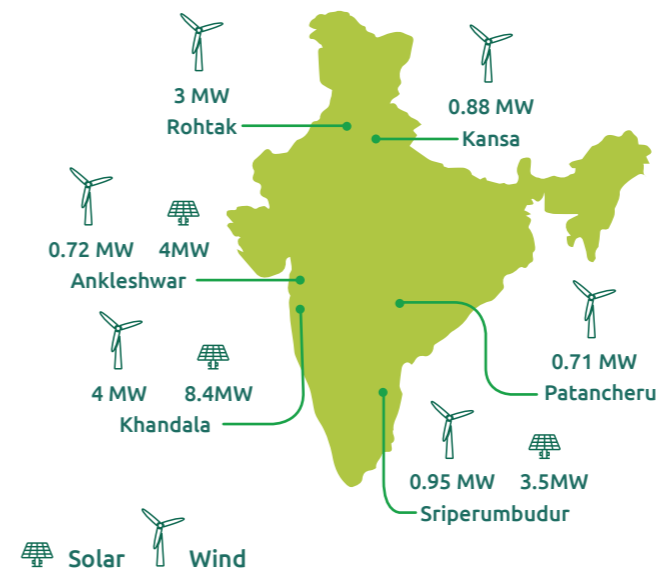 3 MW
Rohtak
0.88 MW
Kansa
0.72 MW 4MW
Ankleshwar
4 MW 8.4MW
Khandala
0.71 MW
Patancheru
0.95 MW 3.5MW
Sriperumbudur
Solar Wind